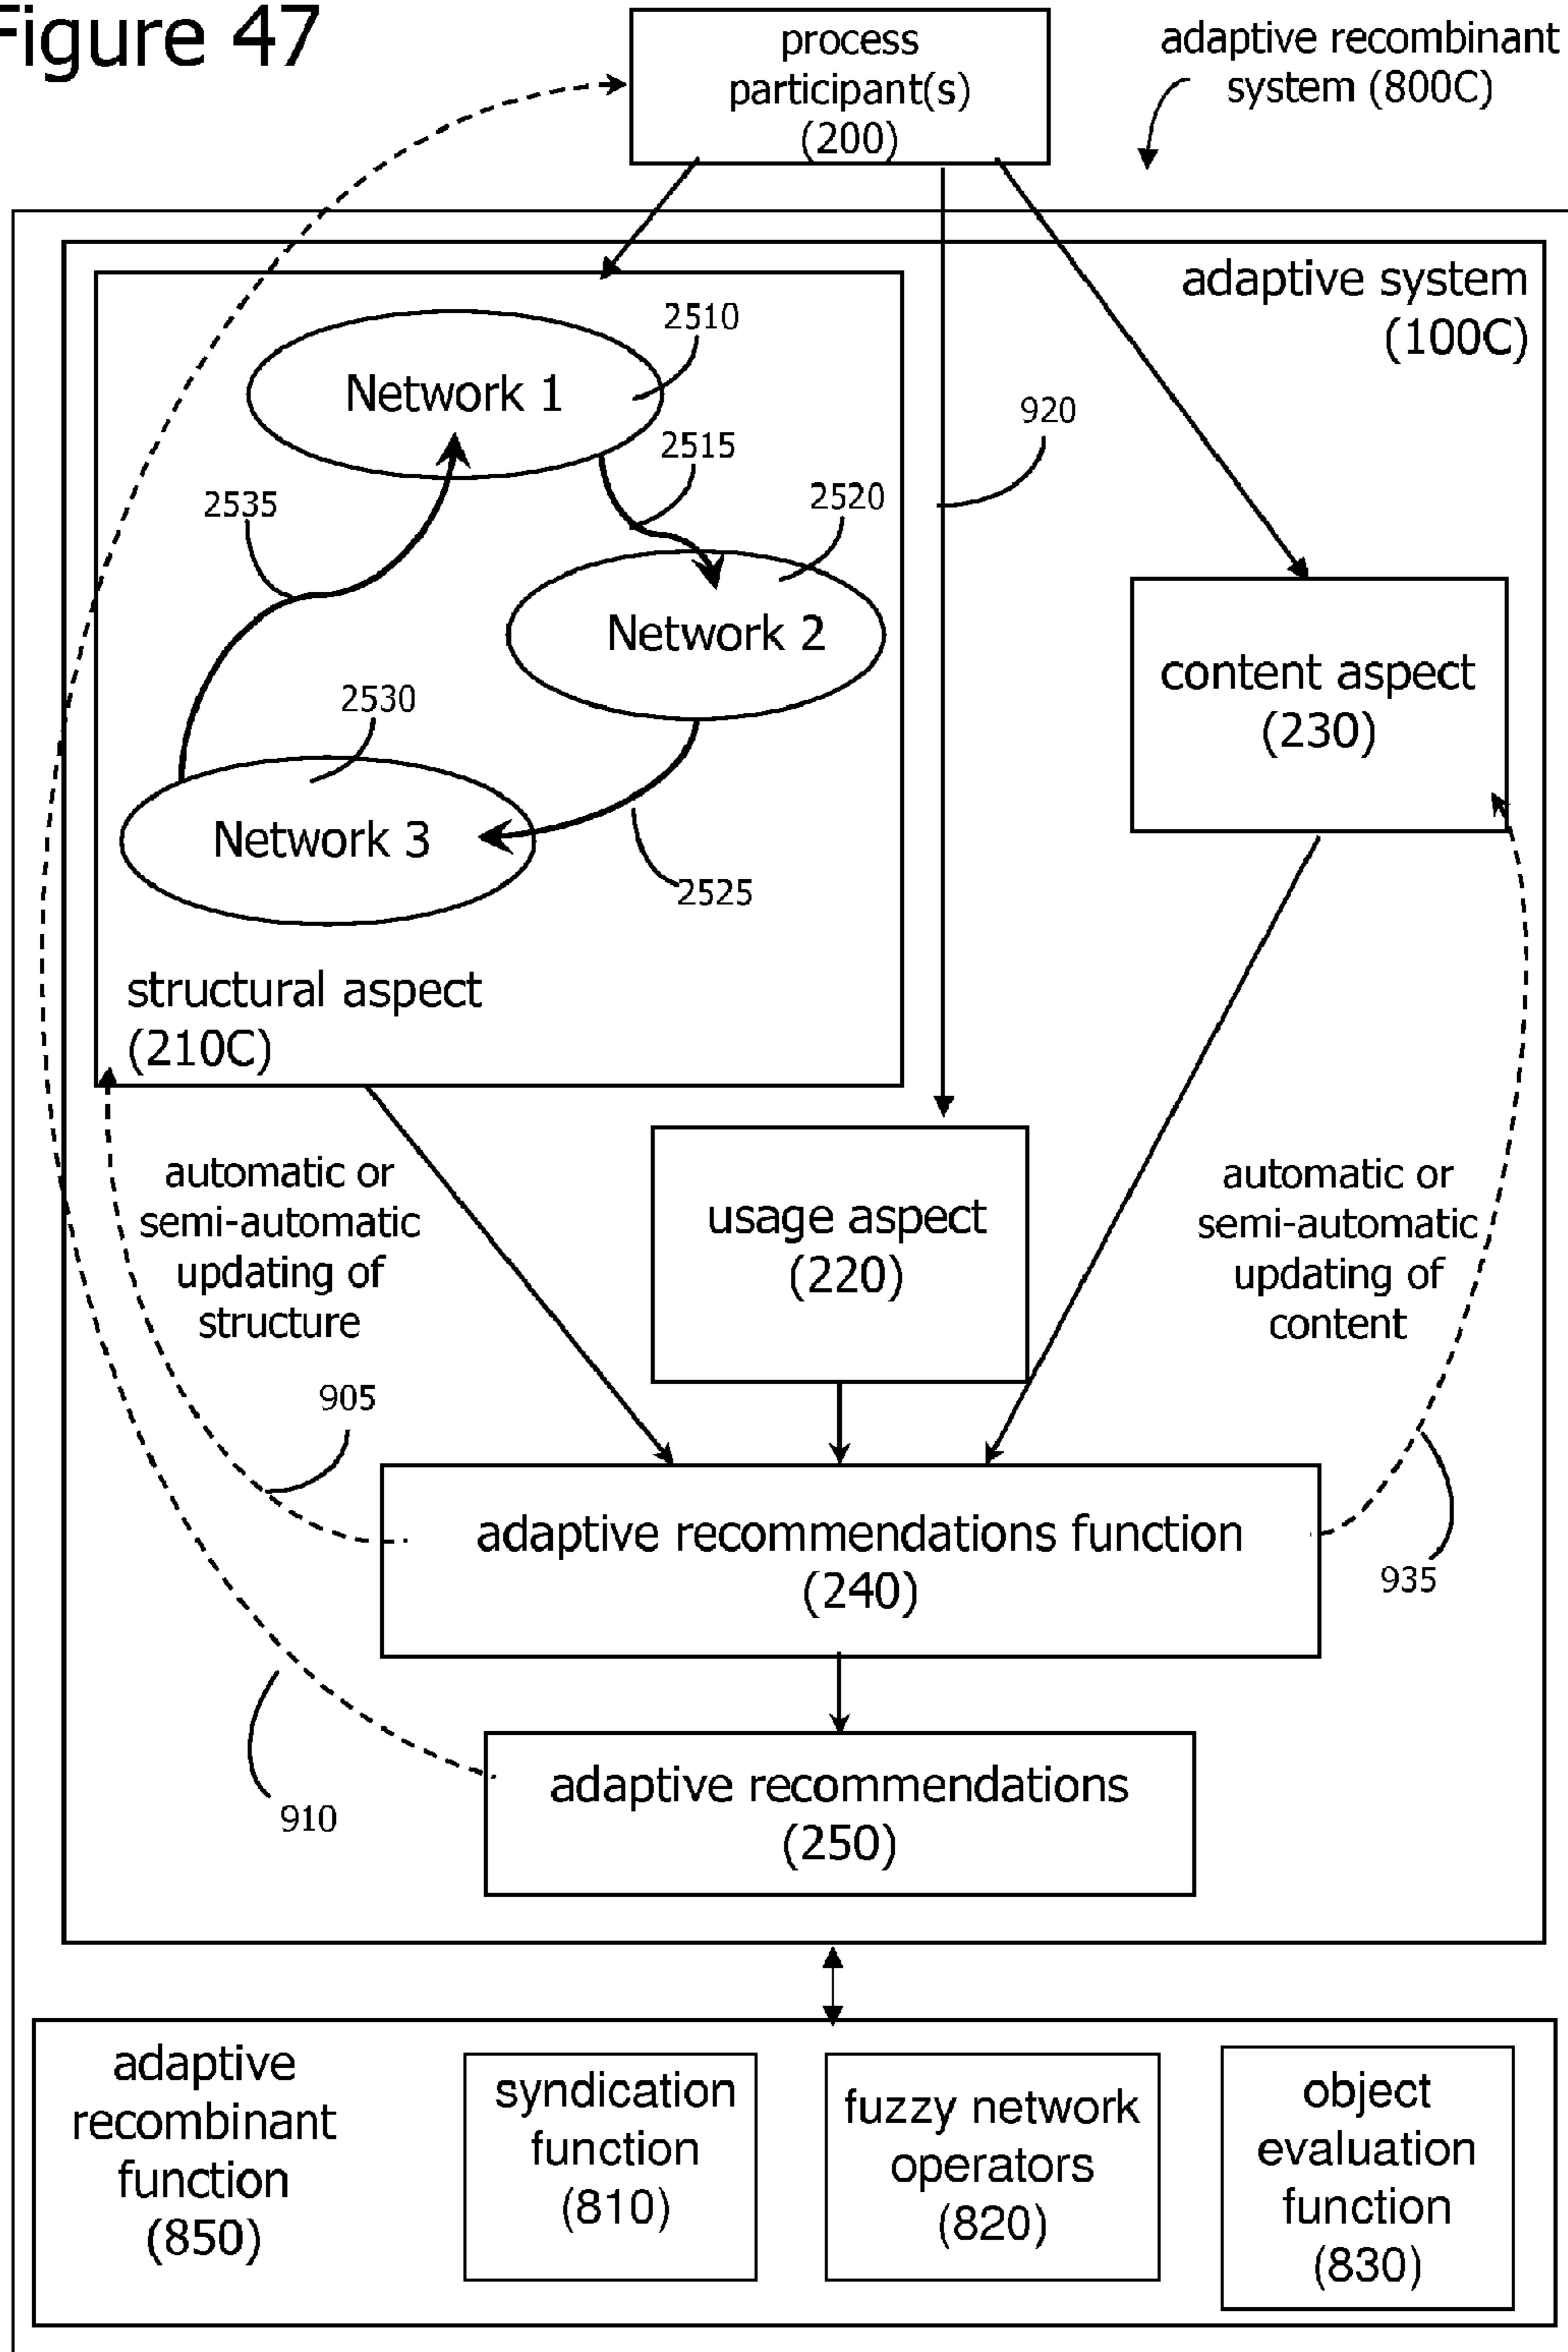 Figure 47
process
participant(s)
(200)
adaptive recombinant
system (800C)
adaptive system
(100C)
2510
Network 1
2515
920
2535
2520
Network 2
content aspect
(230)
2530
Network 3
2525
structural aspect
(210C)
automatic or
semi-automatic
updating of
structure
usage aspect
(220)
automatic or
semi-automatic
updating of
content
905
adaptive recommendations function
(240)
935
adaptive recommendations
(250)
910
adaptive
recombinant
function
(850)
syndication
function
(810)
fuzzy network
operators
(820)
object
evaluation
function
(830)